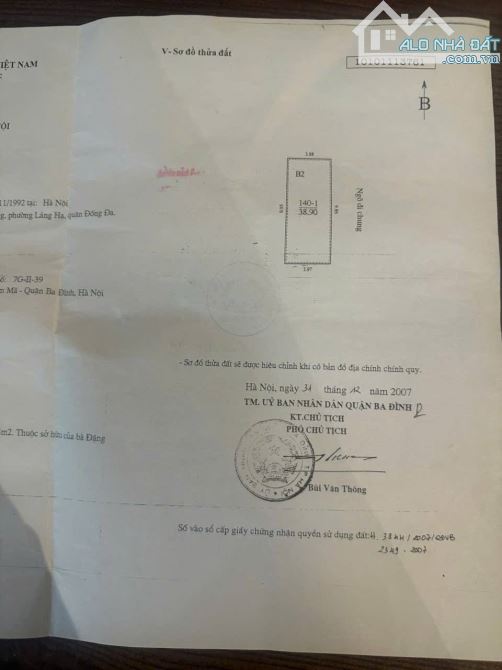 ALO NHÀ ĐẤT
.com.vn
IỆT NAM
V- Sơ đồ thửa đất
10101113761
B
B2
140-1
38.90
Ngõ đi chung
11/1992 tại: Hà Nội
phường Láng Hạ, quận Đống Đa.
7G-II-39
Mã - Quận Ba Đình, Hà Nội
- Sơ đồ thửa đất sẽ được hiệu chỉnh khi có bản đồ địa chính chính quy.
Hà Nội, ngày 31 tháng 12 năm 2007
TM. UỶ BAN NHÂN DÂN QUẬN BA ĐÌNH
KT.CHỦ TỊCH
PHÓ CHỦ TỊCH
m2. Thuộc sở hữu của bà Đặng
Bùi Văn Thông
Số vào sổ cấp giấy chứng nhận quyền sử dụng đất:
2007